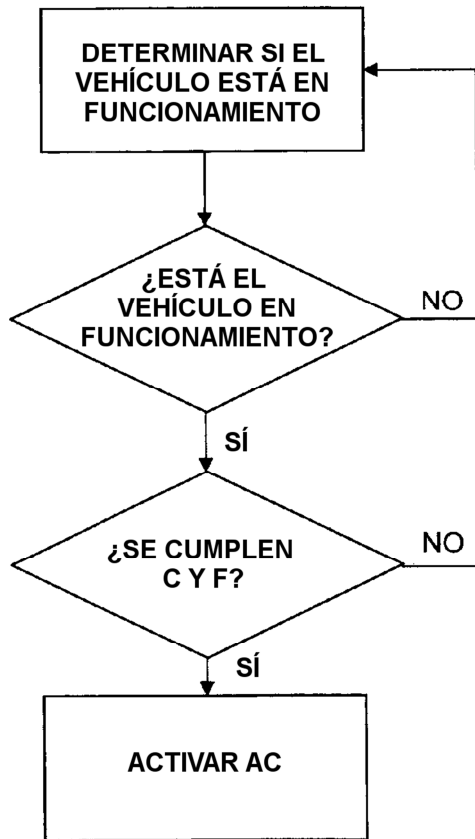 DETERMINAR SI EL
VEHÍCULO ESTÁ EN
FUNCIONAMIENTO
¿ESTÁ EL
VEHÍCULO EN
FUNCIONAMIENTO?
NO
SÍ
¿SE CUMPLEN
C Y F?
NO
SÍ
ACTIVAR AC